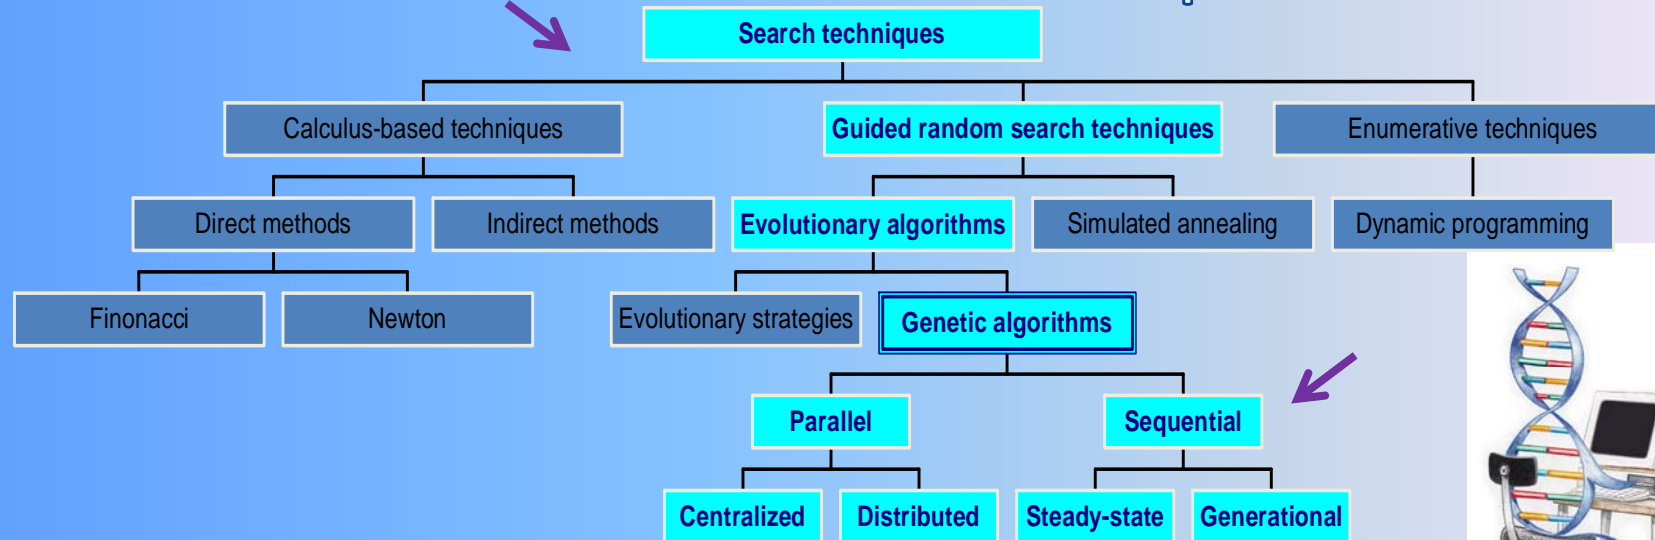 Search techniques
Calculus-based techniques
Guided random search techniques
Enumerative techniques
Direct methods
Indirect methods
Evolutionary algorithms
Simulated annealing
Dynamic programming
Finonacci
Newton
Evolutionary strategies
Genetic algorithms
Parallel
Sequential
Centralized
Distributed
Steady-state
Generational